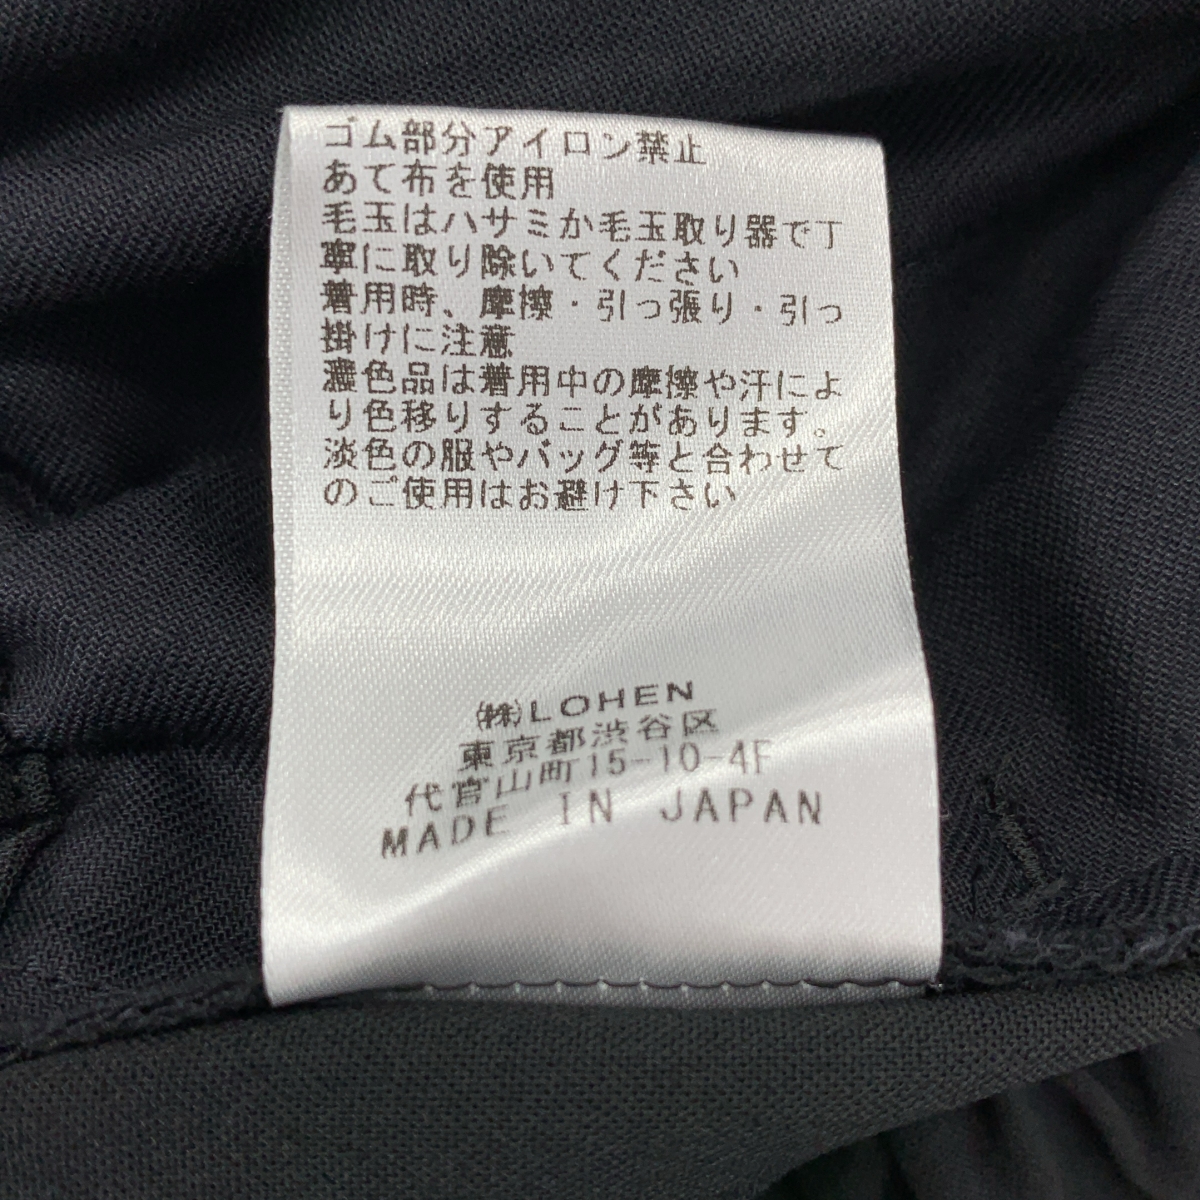 ゴム部分アイロン禁止
あて布を使用
毛玉はハサミか毛玉取り器で丁
寧に取り除いてください
着用時、摩擦・引っ張り・引っ
掛けに注意
濃色品は着用中の摩擦や汗によ
り色移りすることがあります。
淡色の服やバッグ等と合わせて
のご使用はお避け下さい
㈱LOHEN
東京都渋谷区
代官山町15-10-4F
MADE IN JAPAN